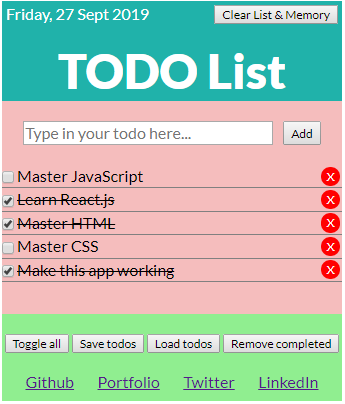 Friday, 27 Sept 2019 Clear List & Memory
TODO List
Type in your todo here... Add
Master JavaScript X
Learn React.js X
Master HTML X
Master CSS X
Make this app working X
Toggle all Save todos Load todos Remove completed
Github Portfolio Twitter LinkedIn